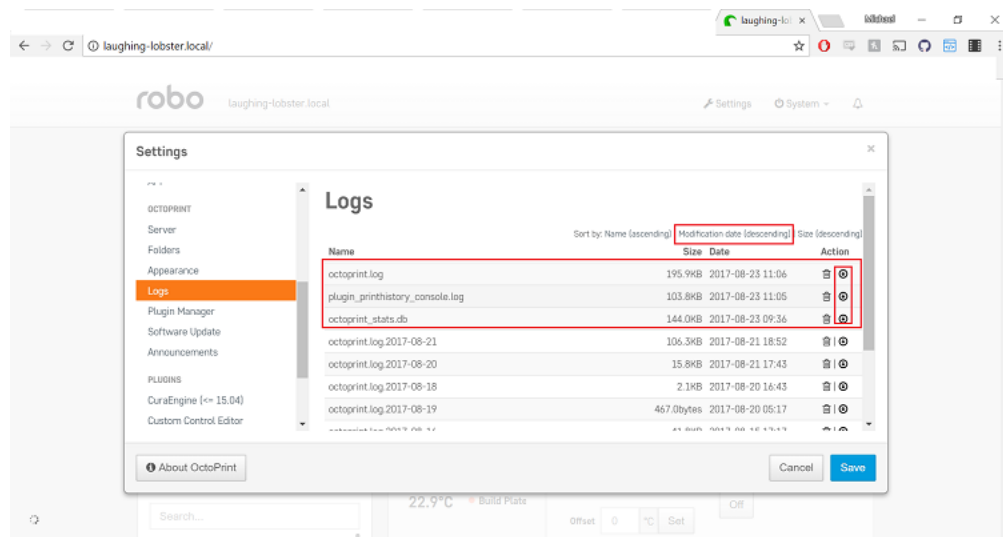 laughing-lo
Michael
laughing-lobster.local/
robo
laughing-lobster.local
Settings
System
Settings
OCTOPRINT
Server
Folders
Appearance
Logs
Plugin Manager
Software Update
Announcements
PLUGINS
CuraEngine (<= 15.04)
Custom Control Editor
Logs
Sort by: Name (ascending) | Modification date (descending) | Size (descending)
Name Size Date Action
octoprint.log 195.9KB 2017-08-23 11:06
plugin_printhistory_console.log 103.8KB 2017-08-23 11:05
octoprint_stats.db 144.0KB 2017-08-23 09:36
octoprint.log.2017-08-21 106.3KB 2017-08-21 18:52 |
octoprint.log.2017-08-20 15.8KB 2017-08-21 17:43 |
octoprint.log.2017-08-18 2.1KB 2017-08-20 16:43 |
octoprint.log.2017-08-19 467.0bytes 2017-08-20 05:17 |
About OctoPrint
Cancel
Save
Search...
22.9°C
Build Plate
Offset 0 °C Set
Off